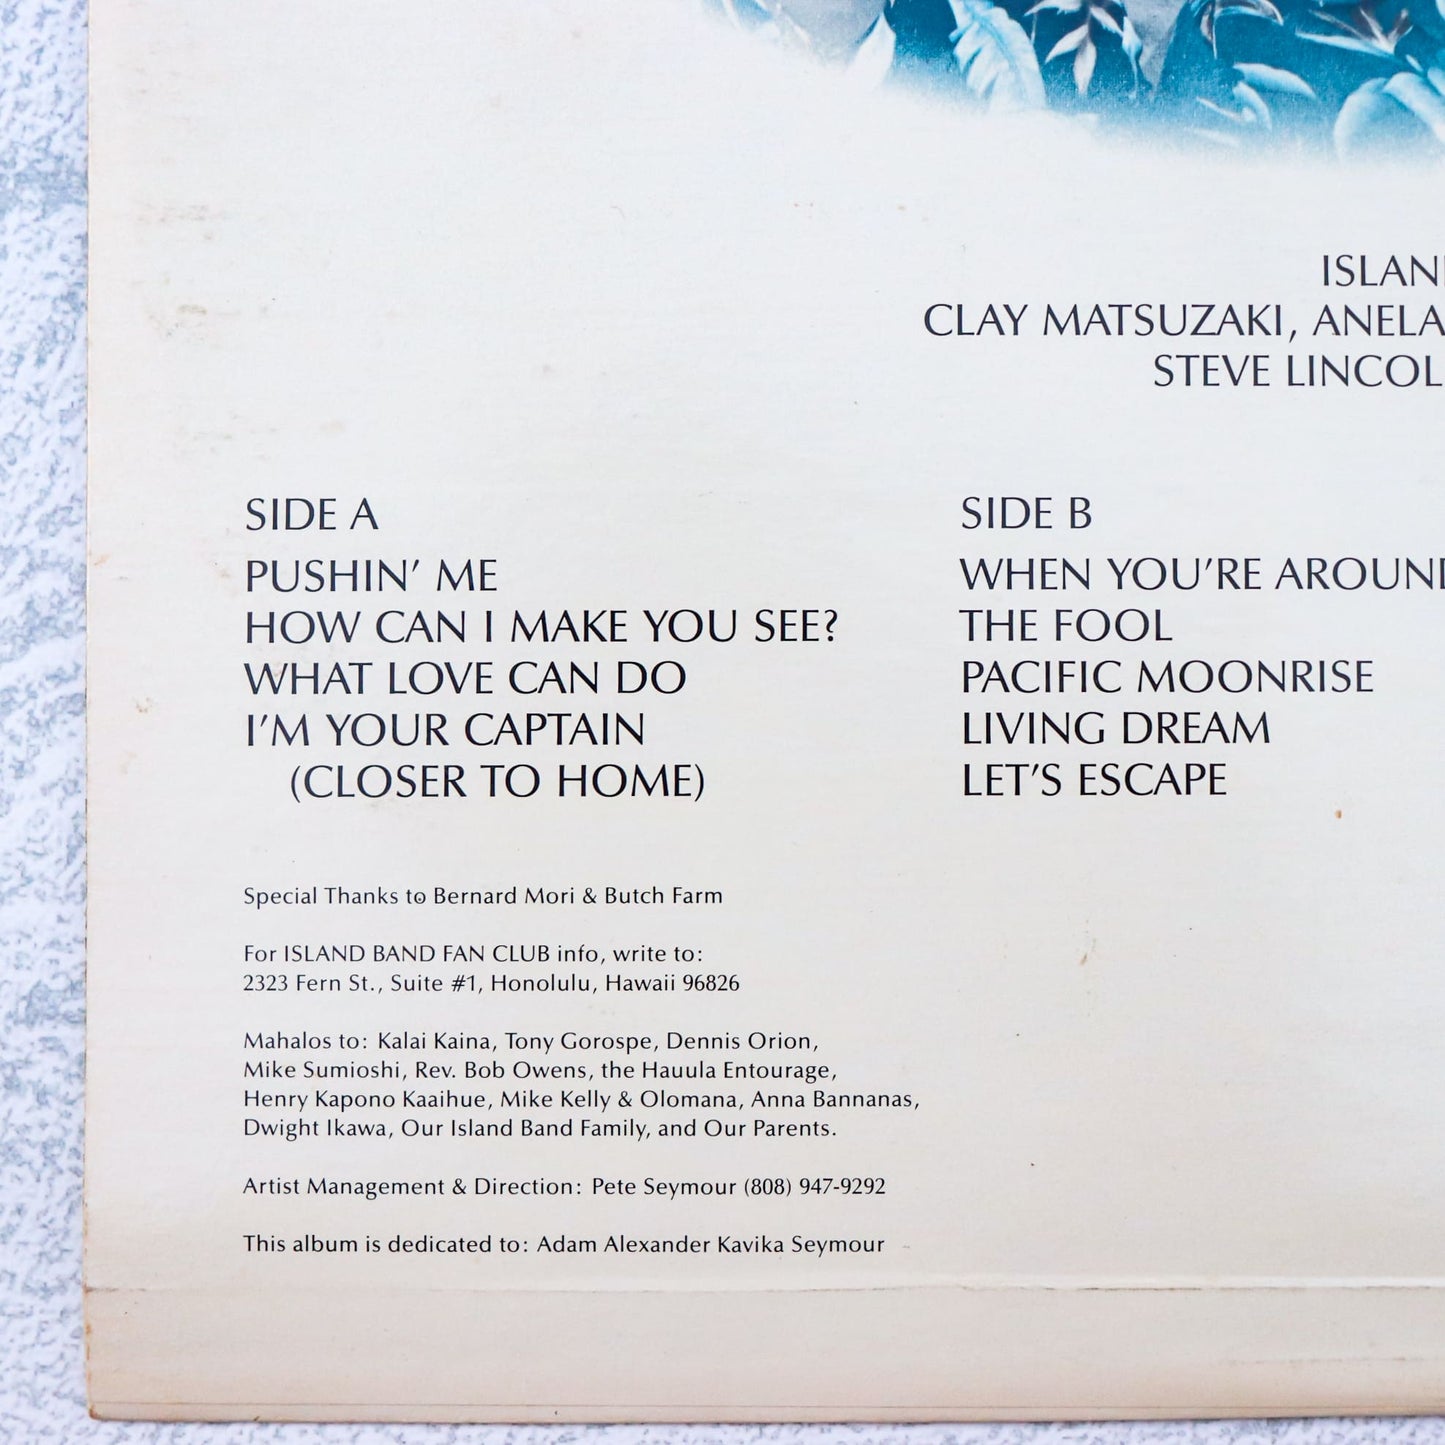 CLAY MATSUZAKI, ANELA
STEVE
SIDE A
PUSHIN' ME
HOW CAN I MAKE YOU SEE?
WHAT LOVE CAN DO
I'M YOUR CAPTAIN
(CLOSER TO HOME)
SIDE B
WHEN YOU'RE AROUND
THE FOOL
PACIFIC MOONRISE
LIVING DREAM
LET'S ESCAPE
Special Thanks to Bernard Mori & Butch Farm
For ISLAND BAND FAN CLUB info, write to:
2323 Fern St., Suite #1, Honolulu, Hawaii 96826
Mahalos to: Kalai Kaina, Tony Gorospe, Dennis Orion,
Mike Sumioshi, Rev. Bob Owens, the Hauula Entourage,
Henry Kapono Kaaihue, Mike Kelly & Olomana, Anna Bannanas,
Dwight Ikawa, Our Island Band Family, and Our Parents.
Artist Management & Direction: Pete Seymour (808) 947-9292
This album is dedicated to: Adam Alexander Kavika Seymour